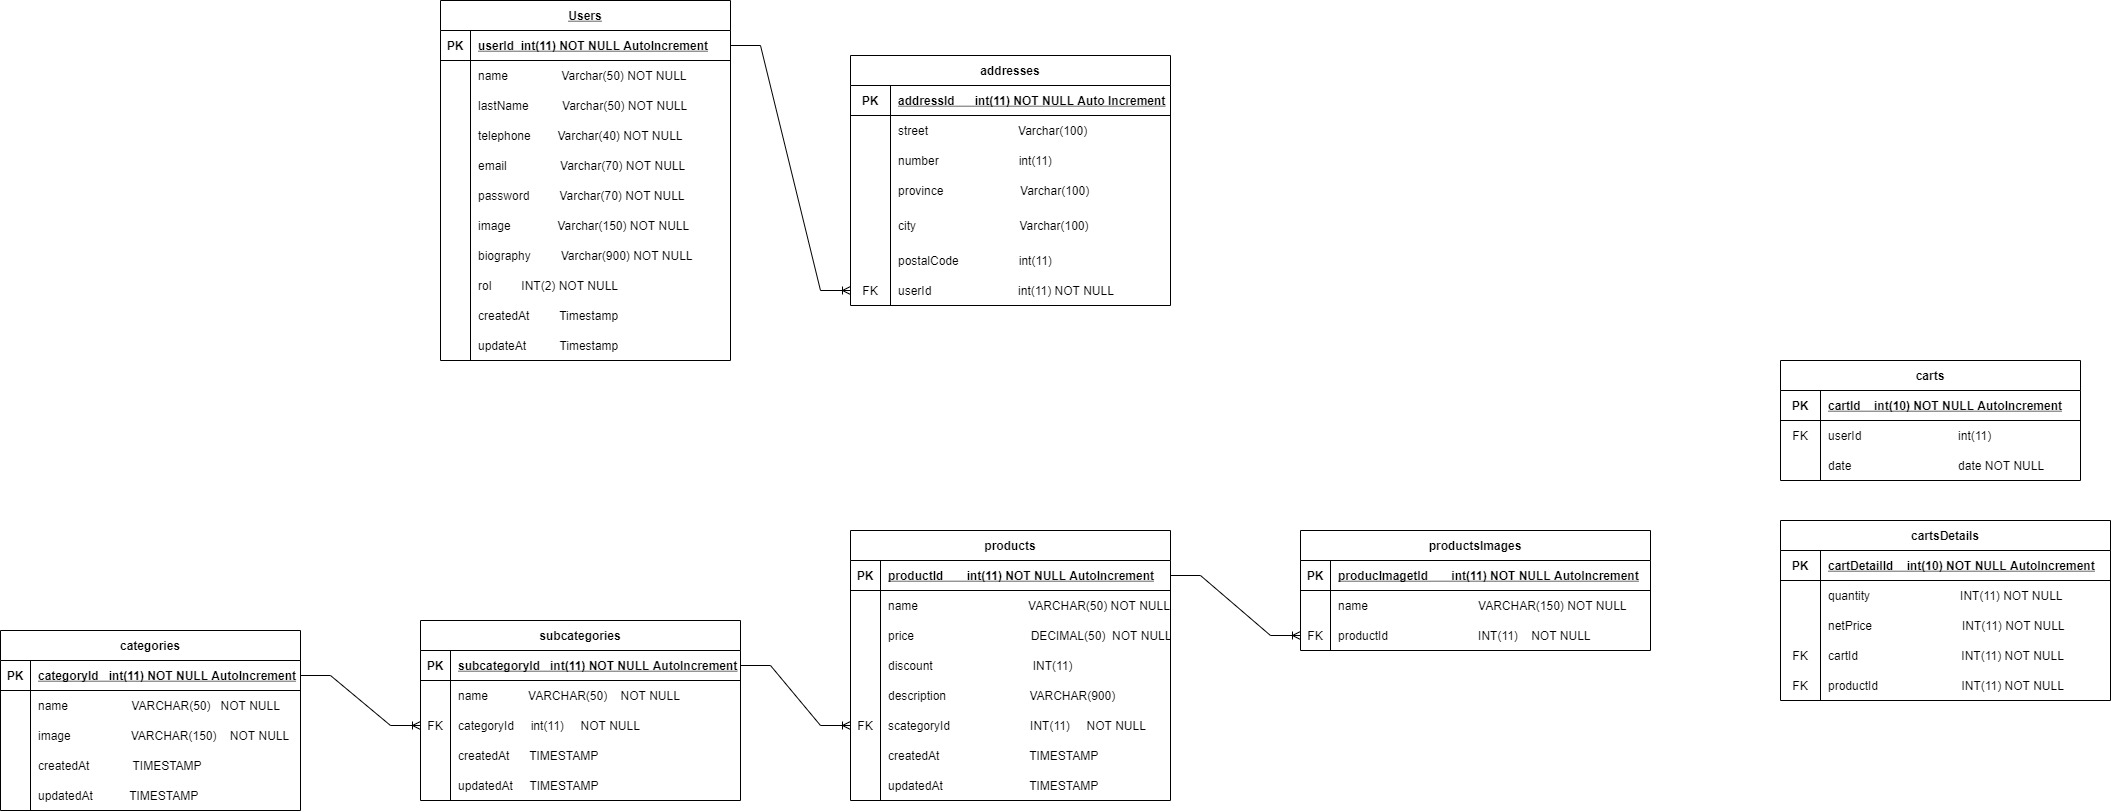 Users
PK userId int(11) NOT NULL AutoIncrement
name Varchar(50) NOT NULL
lastName Varchar(50) NOT NULL
telephone Varchar(40) NOT NULL
email Varchar(70) NOT NULL
password Varchar(70) NOT NULL
image Varchar(150) NOT NULL
biography Varchar(900) NOT NULL
rol INT(2) NOT NULL
createdAt Timestamp
updateAt Timestamp
addresses
PK addressId int(11) NOT NULL Auto Increment
street Varchar(100)
number int(11)
province Varchar(100)
city Varchar(100)
postalCode int(11)
FK userId int(11) NOT NULL
carts
PK cartId int(10) NOT NULL AutoIncrement
FK userId int(11)
date date NOT NULL
categories
PK categoryId int(11) NOT NULL AutoIncrement
name VARCHAR(50) NOT NULL
image VARCHAR(150) NOT NULL
createdAt TIMESTAMP
updatedAt TIMESTAMP
subcategories
PK subcategoryId int(11) NOT NULL AutoIncrement
name VARCHAR(50) NOT NULL
FK categoryId int(11) NOT NULL
createdAt TIMESTAMP
updatedAt TIMESTAMP
products
PK productId int(11) NOT NULL AutoIncrement
name VARCHAR(50) NOT NULL
price DECIMAL(50) NOT NULL
discount INT(11)
description VARCHAR(900)
FK scategoryId INT(11) NOT NULL
createdAt TIMESTAMP
updatedAt TIMESTAMP
productsImages
PK producImagetId int(11) NOT NULL AutoIncrement
name VARCHAR(150) NOT NULL
FK productId INT(11) NOT NULL
cartsDetails
PK cartDetailId int(10) NOT NULL AutoIncrement
quantity INT(11) NOT NULL
netPrice INT(11) NOT NULL
FK cartId INT(11) NOT NULL
FK productId INT(11) NOT NULL